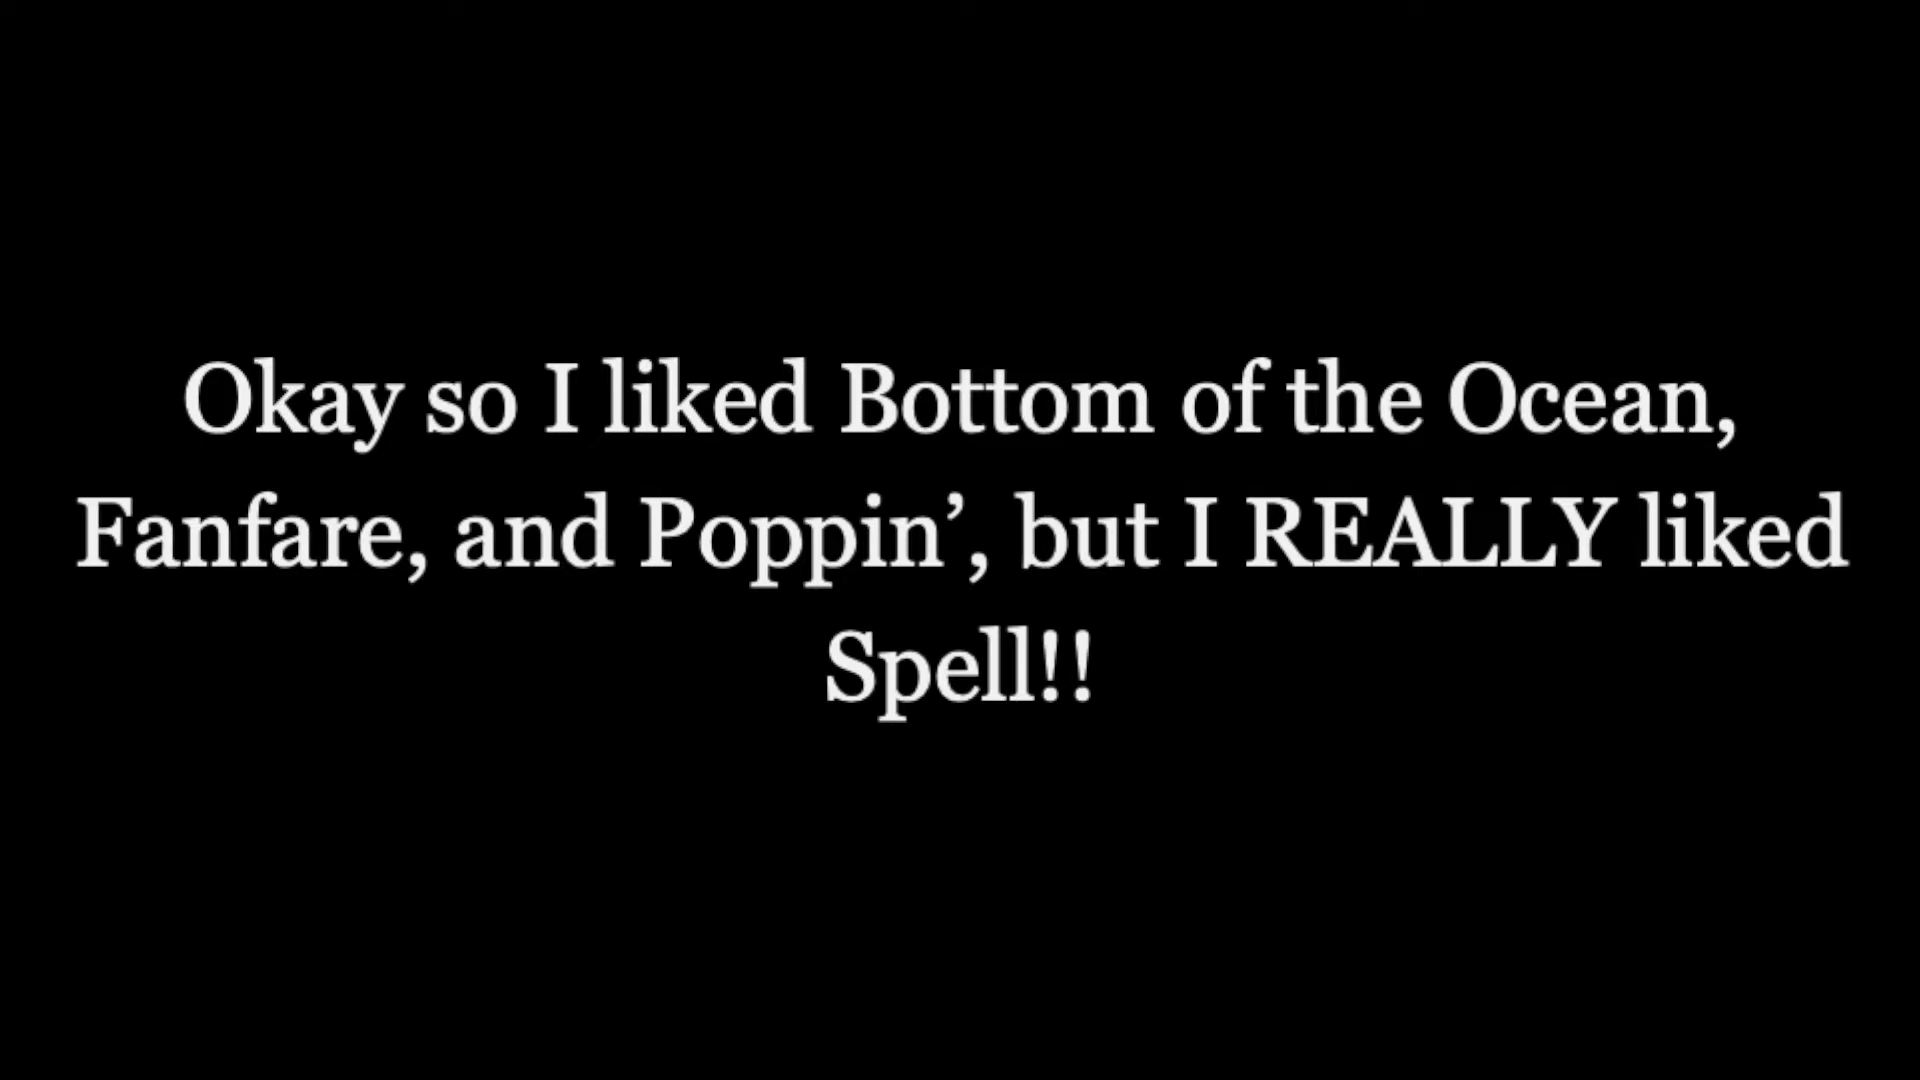 Okay so I liked Bottom of the Ocean,
Fanfare, and Poppin’, but I REALLY liked
Spell!!